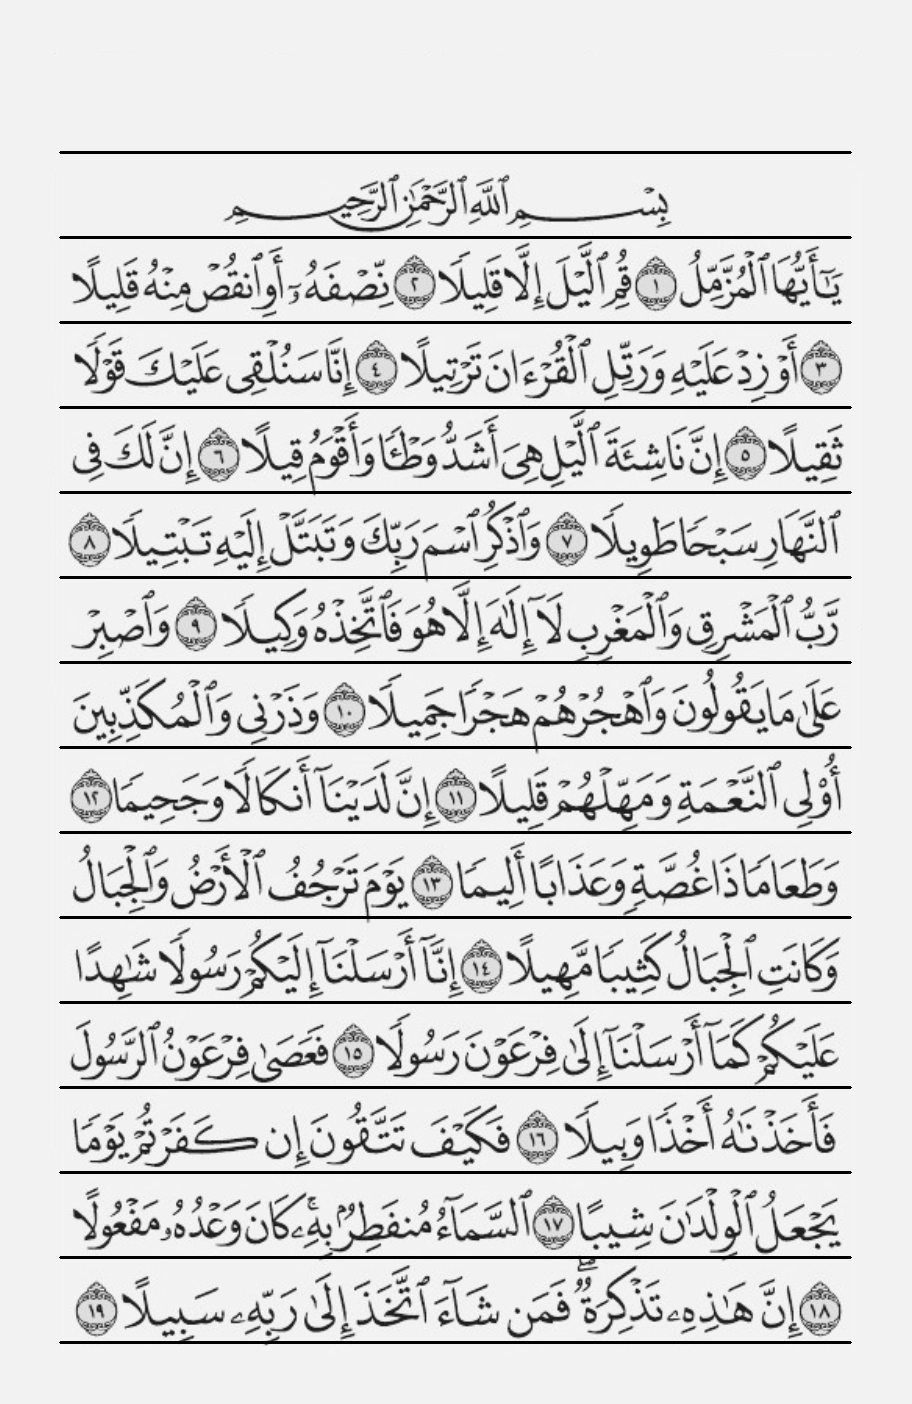 بِسْمِ ٱللَّهِ ٱلرَّحْمَٰنِ ٱلرَّحِيمِ
يَٰٓأَيُّهَا ٱلْمُزَّمِّلُ ١ قُمِ ٱلَّيْلَ إِلَّا قَلِيلًا ٢ نِّصْفَهُۥٓ أَوِ ٱنقُصْ مِنْهُ قَلِيلًا
٣ أَوْ زِدْ عَلَيْهِ وَرَتِّلِ ٱلْقُرْءَانَ تَرْتِيلًا ٤ إِنَّا سَنُلْقِى عَلَيْكَ قَوْلًا
ثَقِيلًا ٥ إِنَّ نَاشِئَةَ ٱلَّيْلِ هِىَ أَشَدُّ وَطْـًٔا وَأَقْوَمُ قِيلًا ٦ إِنَّ لَكَ فِى
ٱلنَّهَارِ سَبْحًا طَوِيلًا ٧ وَٱذْكُرِ ٱسْمَ رَبِّكَ وَتَبَتَّلْ إِلَيْهِ تَبْتِيلًا ٨
رَّبُّ ٱلْمَشْرِقِ وَٱلْمَغْرِبِ لَآ إِلَٰهَ إِلَّا هُوَ فَٱتَّخِذْهُ وَكِيلًا ٩ وَٱصْبِرْ
عَلَىٰ مَا يَقُولُونَ وَٱهْجُرْهُمْ هَجْرًا جَمِيلًا ١٠ وَذَرْنِى وَٱلْمُكَذِّبِينَ
أُو۟لِى ٱلنَّعْمَةِ وَمَهِّلْهُمْ قَلِيلًا ١١ إِنَّ لَدَيْنَآ أَنكَالًا وَجَحِيمًا ١٢
وَطَعَامًا ذَا غُصَّةٍ وَعَذَابًا أَلِيمًا ١٣ يَوْمَ تَرْجُفُ ٱلْأَرْضُ وَٱلْجِبَالُ
وَكَانَتِ ٱلْجِبَالُ كَثِيبًا مَّهِيلًا ١٤ إِنَّآ أَرْسَلْنَآ إِلَيْكُمْ رَسُولًا شَٰهِدًا
عَلَيْكُمْ كَمَآ أَرْسَلْنَآ إِلَىٰ فِرْعَوْنَ رَسُولًا ١٥ فَعَصَىٰ فِرْعَوْنُ ٱلرَّسُولَ
فَأَخَذْنَٰهُ أَخْذًا وَبِيلًا ١٦ فَكَيْفَ تَتَّقُونَ إِن كَفَرْتُمْ يَوْمًا
يَجْعَلُ ٱلْوِلْدَٰنَ شِيبًا ١٧ ٱلسَّمَآءُ مُنفَطِرٌۢ بِهِۦ ۚ كَانَ وَعْدُهُۥ مَفْعُولًا
١٨ إِنَّ هَٰذِهِۦ تَذْكِرَةٌ ۖ فَمَن شَآءَ ٱتَّخَذَ إِلَىٰ رَبِّهِۦ سَبِيلًا ١٩